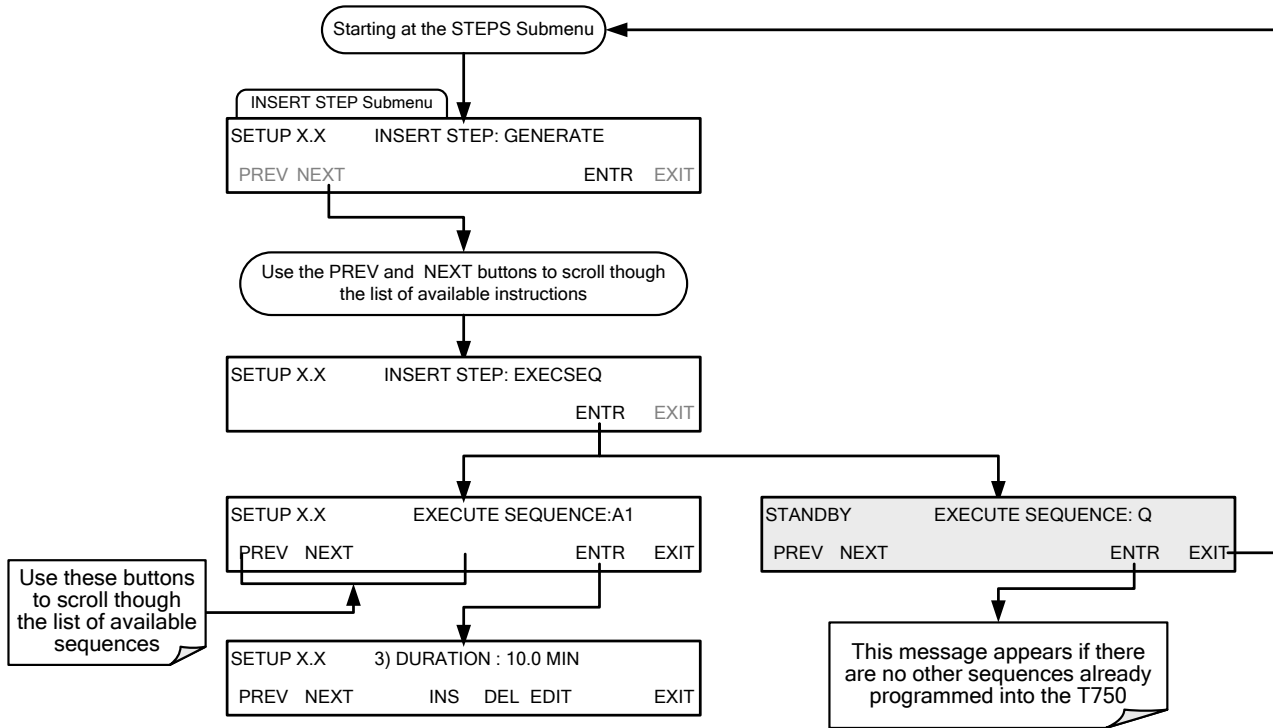 Starting at the STEPS Submenu
INSERT STEP Submenu
SETUP X.X INSERT STEP: GENERATE
PREV NEXT ENTR EXIT
Use the PREV and NEXT buttons to scroll though
the list of available instructions
SETUP X.X INSERT STEP: EXECSEQ
ENTR EXIT
SETUP X.X EXECUTE SEQUENCE:A1
PREV NEXT ENTR EXIT
STANDBY EXECUTE SEQUENCE: Q
PREV NEXT ENTR EXIT
Use these buttons
to scroll though
the list of available
sequences
SETUP X.X 3) DURATION : 10.0 MIN
PREV NEXT INS DEL EDIT EXIT
This message appears if there
are no other sequences already
programmed into the T750